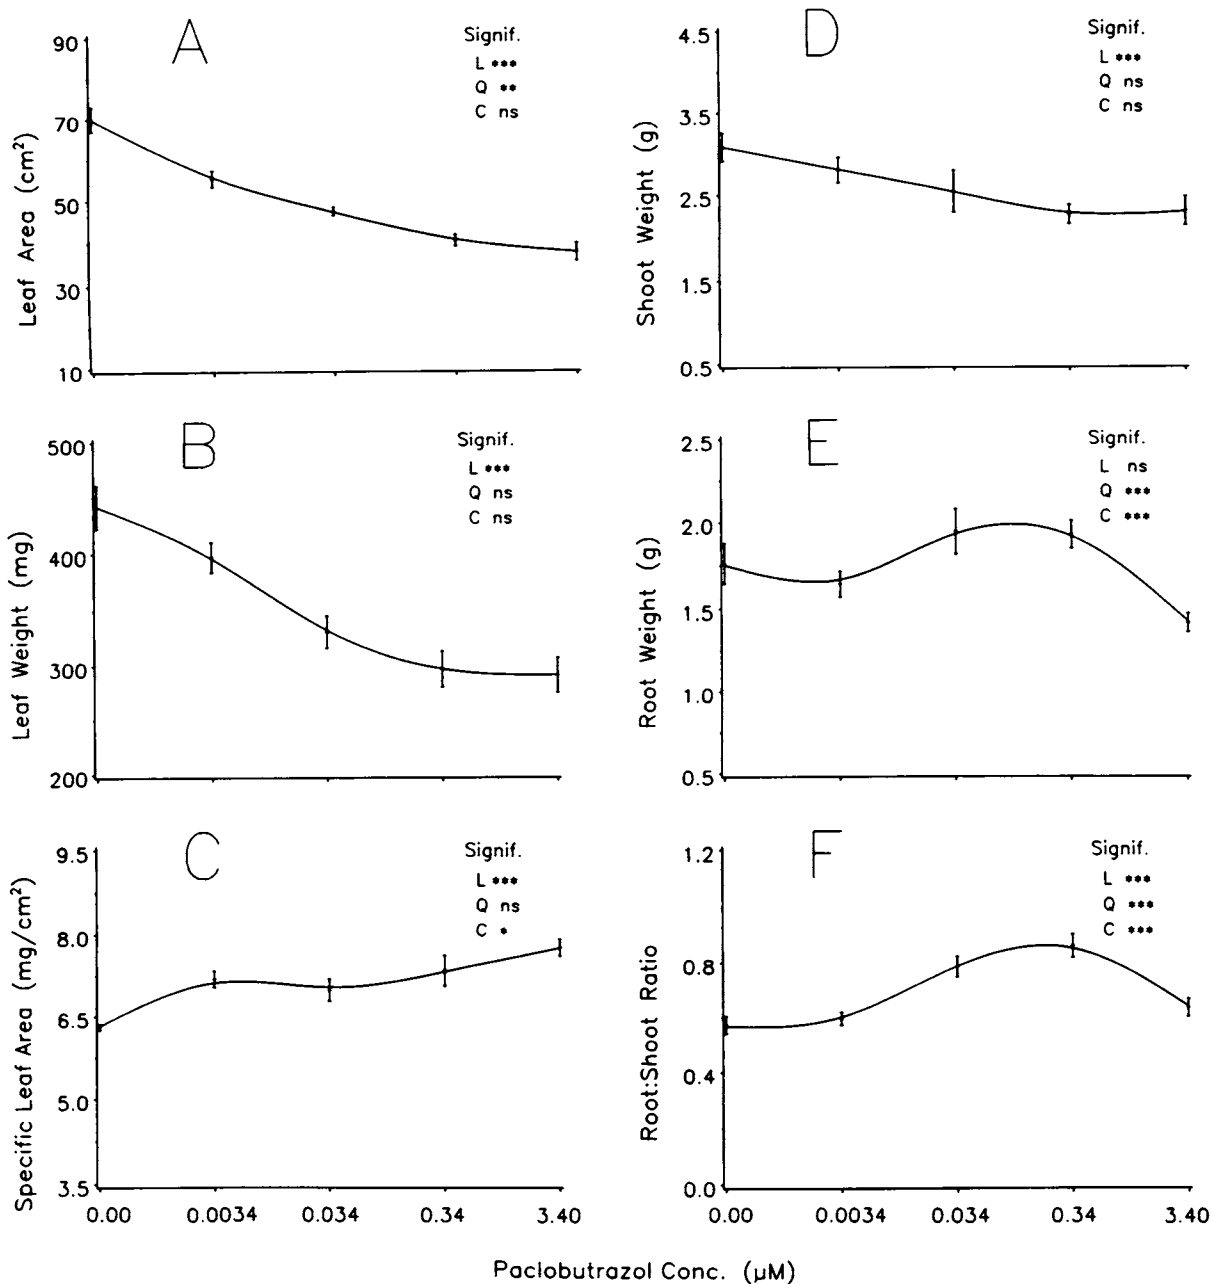 A
Signif.
L ***
Q **
C ns
90
70
50
30
10
Leaf Area (cm²)
D
Signif.
L ***
Q ns
C ns
4.5
3.5
2.5
1.5
0.5
Shoot Weight (g)
B
Signif.
L ***
Q ns
C ns
500
400
300
200
Leaf Weight (mg)
E
Signif.
L ns
Q ***
C ***
2.5
2.0
1.5
1.0
0.5
Root Weight (g)
C
Signif.
L ***
Q ns
C *
9.5
8.0
6.5
5.0
3.5
Specific Leaf Area (mg/cm²)
0.00 0.0034 0.034 0.34 3.40
F
Signif.
L ***
Q ***
C ***
1.2
0.8
0.4
0.0
Root:Shoot Ratio
0.00 0.0034 0.034 0.34 3.40
Paclobutrazol Conc. (µM)